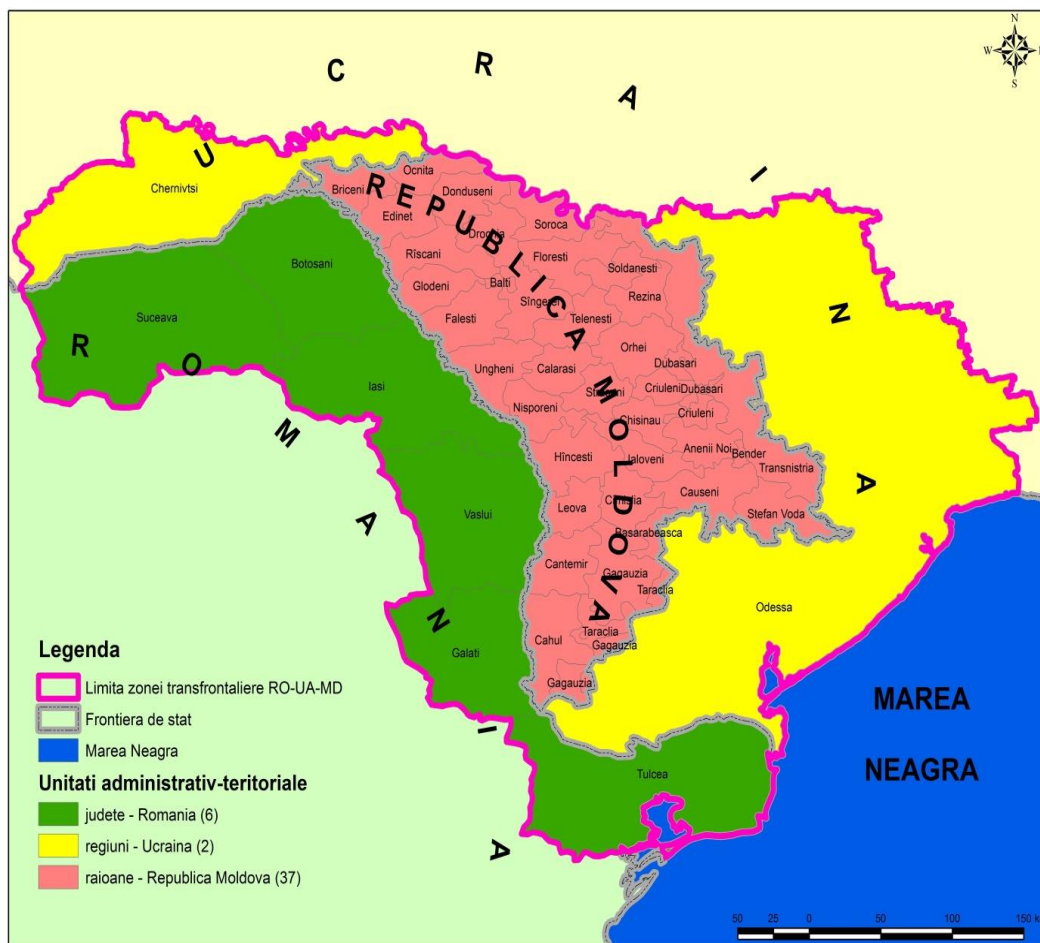 N
W
S
UCRAINA
Chernivtsi
Ocnita
Briceni
Donduseni
REPUBLICA MOLDOVA
Edinet
Soroca
Drochia
Rîscani
Floresti
Botosani
Soldanesti
Glodeni
Balti
Rezina
Sîngerei
Suceava
Falesti
Telenesti
ROMANIA
Orhei
Ungheni
Calarasi
Dubasari
Iasi
Criuleni
Dubasari
Nisporeni
Chisinau
Criuleni
Anenii Noi
Bender
Hîncesti
Ialoveni
Transnistria
Causeni
Leova
Stefan Voda
Vaslui
Basarabeasca
Cantemir
Gagauzia
Taraclia
Odessa
Taraclia
Cahul
Gagauzia
Galati
Gagauzia
Tulcea
MAREA
NEAGRA
Legenda
Limita zonei transfrontaliere RO-UA-MD
Frontiera de stat
Marea Neagra
Unitati administrativ-teritoriale
judete - Romania (6)
regiuni - Ucraina (2)
raioane - Republica Moldova (37)
50 25 0 50 100 150